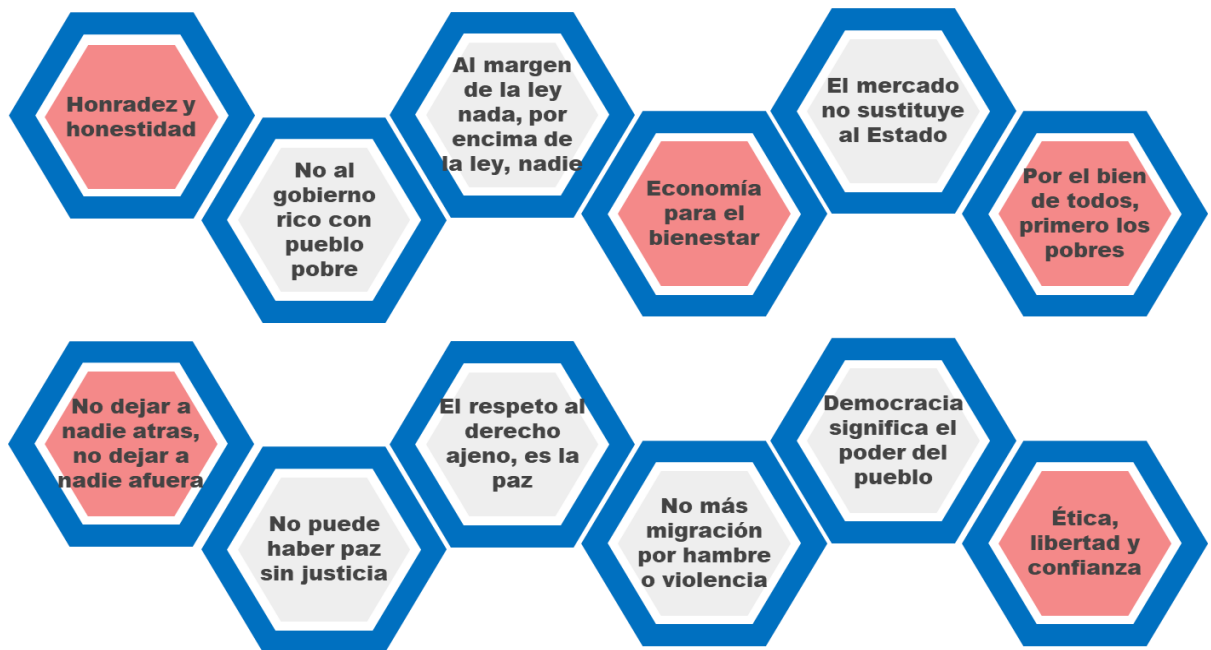 Honradez y
honestidad
No al
gobierno
rico con
pueblo
pobre
Al margen
de la ley
nada, por
encima de
la ley, nadie
Economía
para el
bienestar
El mercado
no sustituye
al Estado
Por el bien
de todos,
primero los
pobres
No dejar a
nadie atras,
no dejar a
nadie afuera
No puede
haber paz
sin justicia
El respeto al
derecho
ajeno, es la
paz
No más
migración
por hambre
o violencia
Democracia
significa el
poder del
pueblo
Ética,
libertad y
confianza